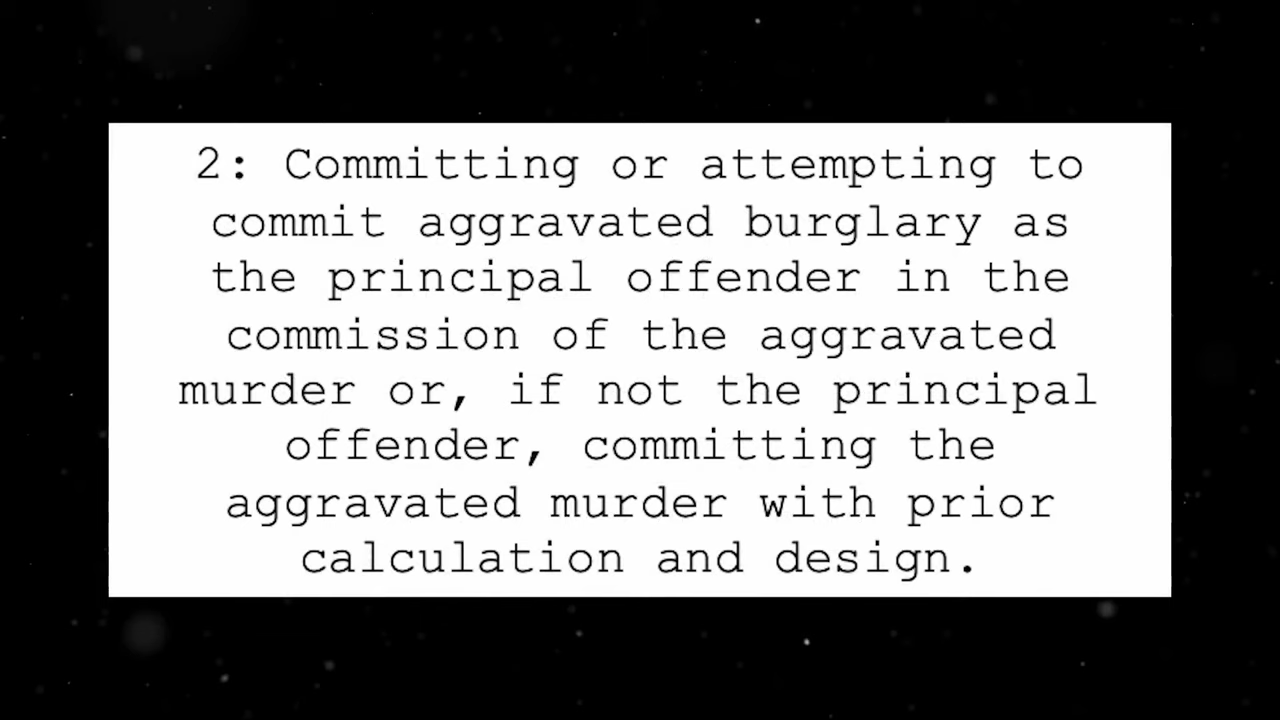 2: Committing or attempting to
commit aggravated burglary as
the principal offender in the
commission of the aggravated
murder or, if not the principal
offender, committing the
aggravated murder with prior
calculation and design.